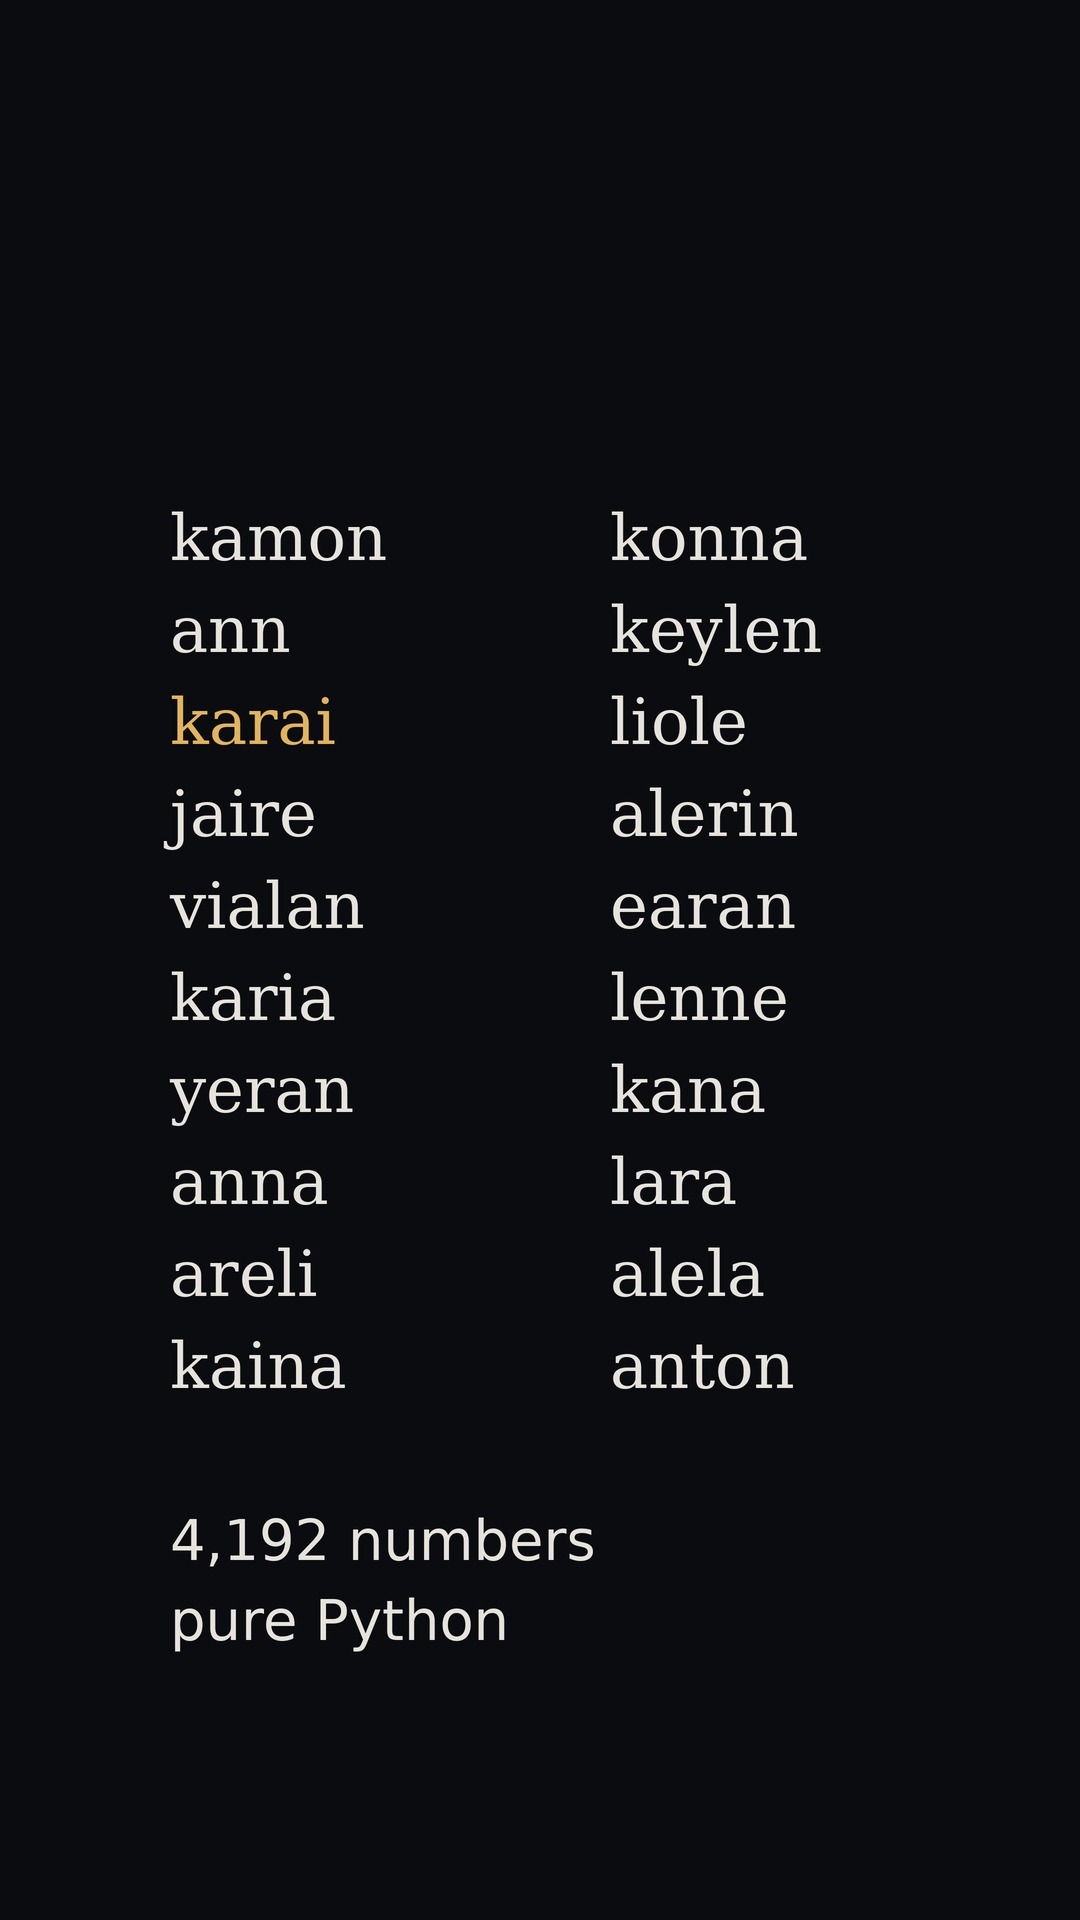 kamon
ann
karai
jaire
vialan
karia
yeran
anna
areli
kaina
konna
keylen
liole
alerin
earan
lenne
kana
lara
alela
anton
4,192 numbers
pure Python